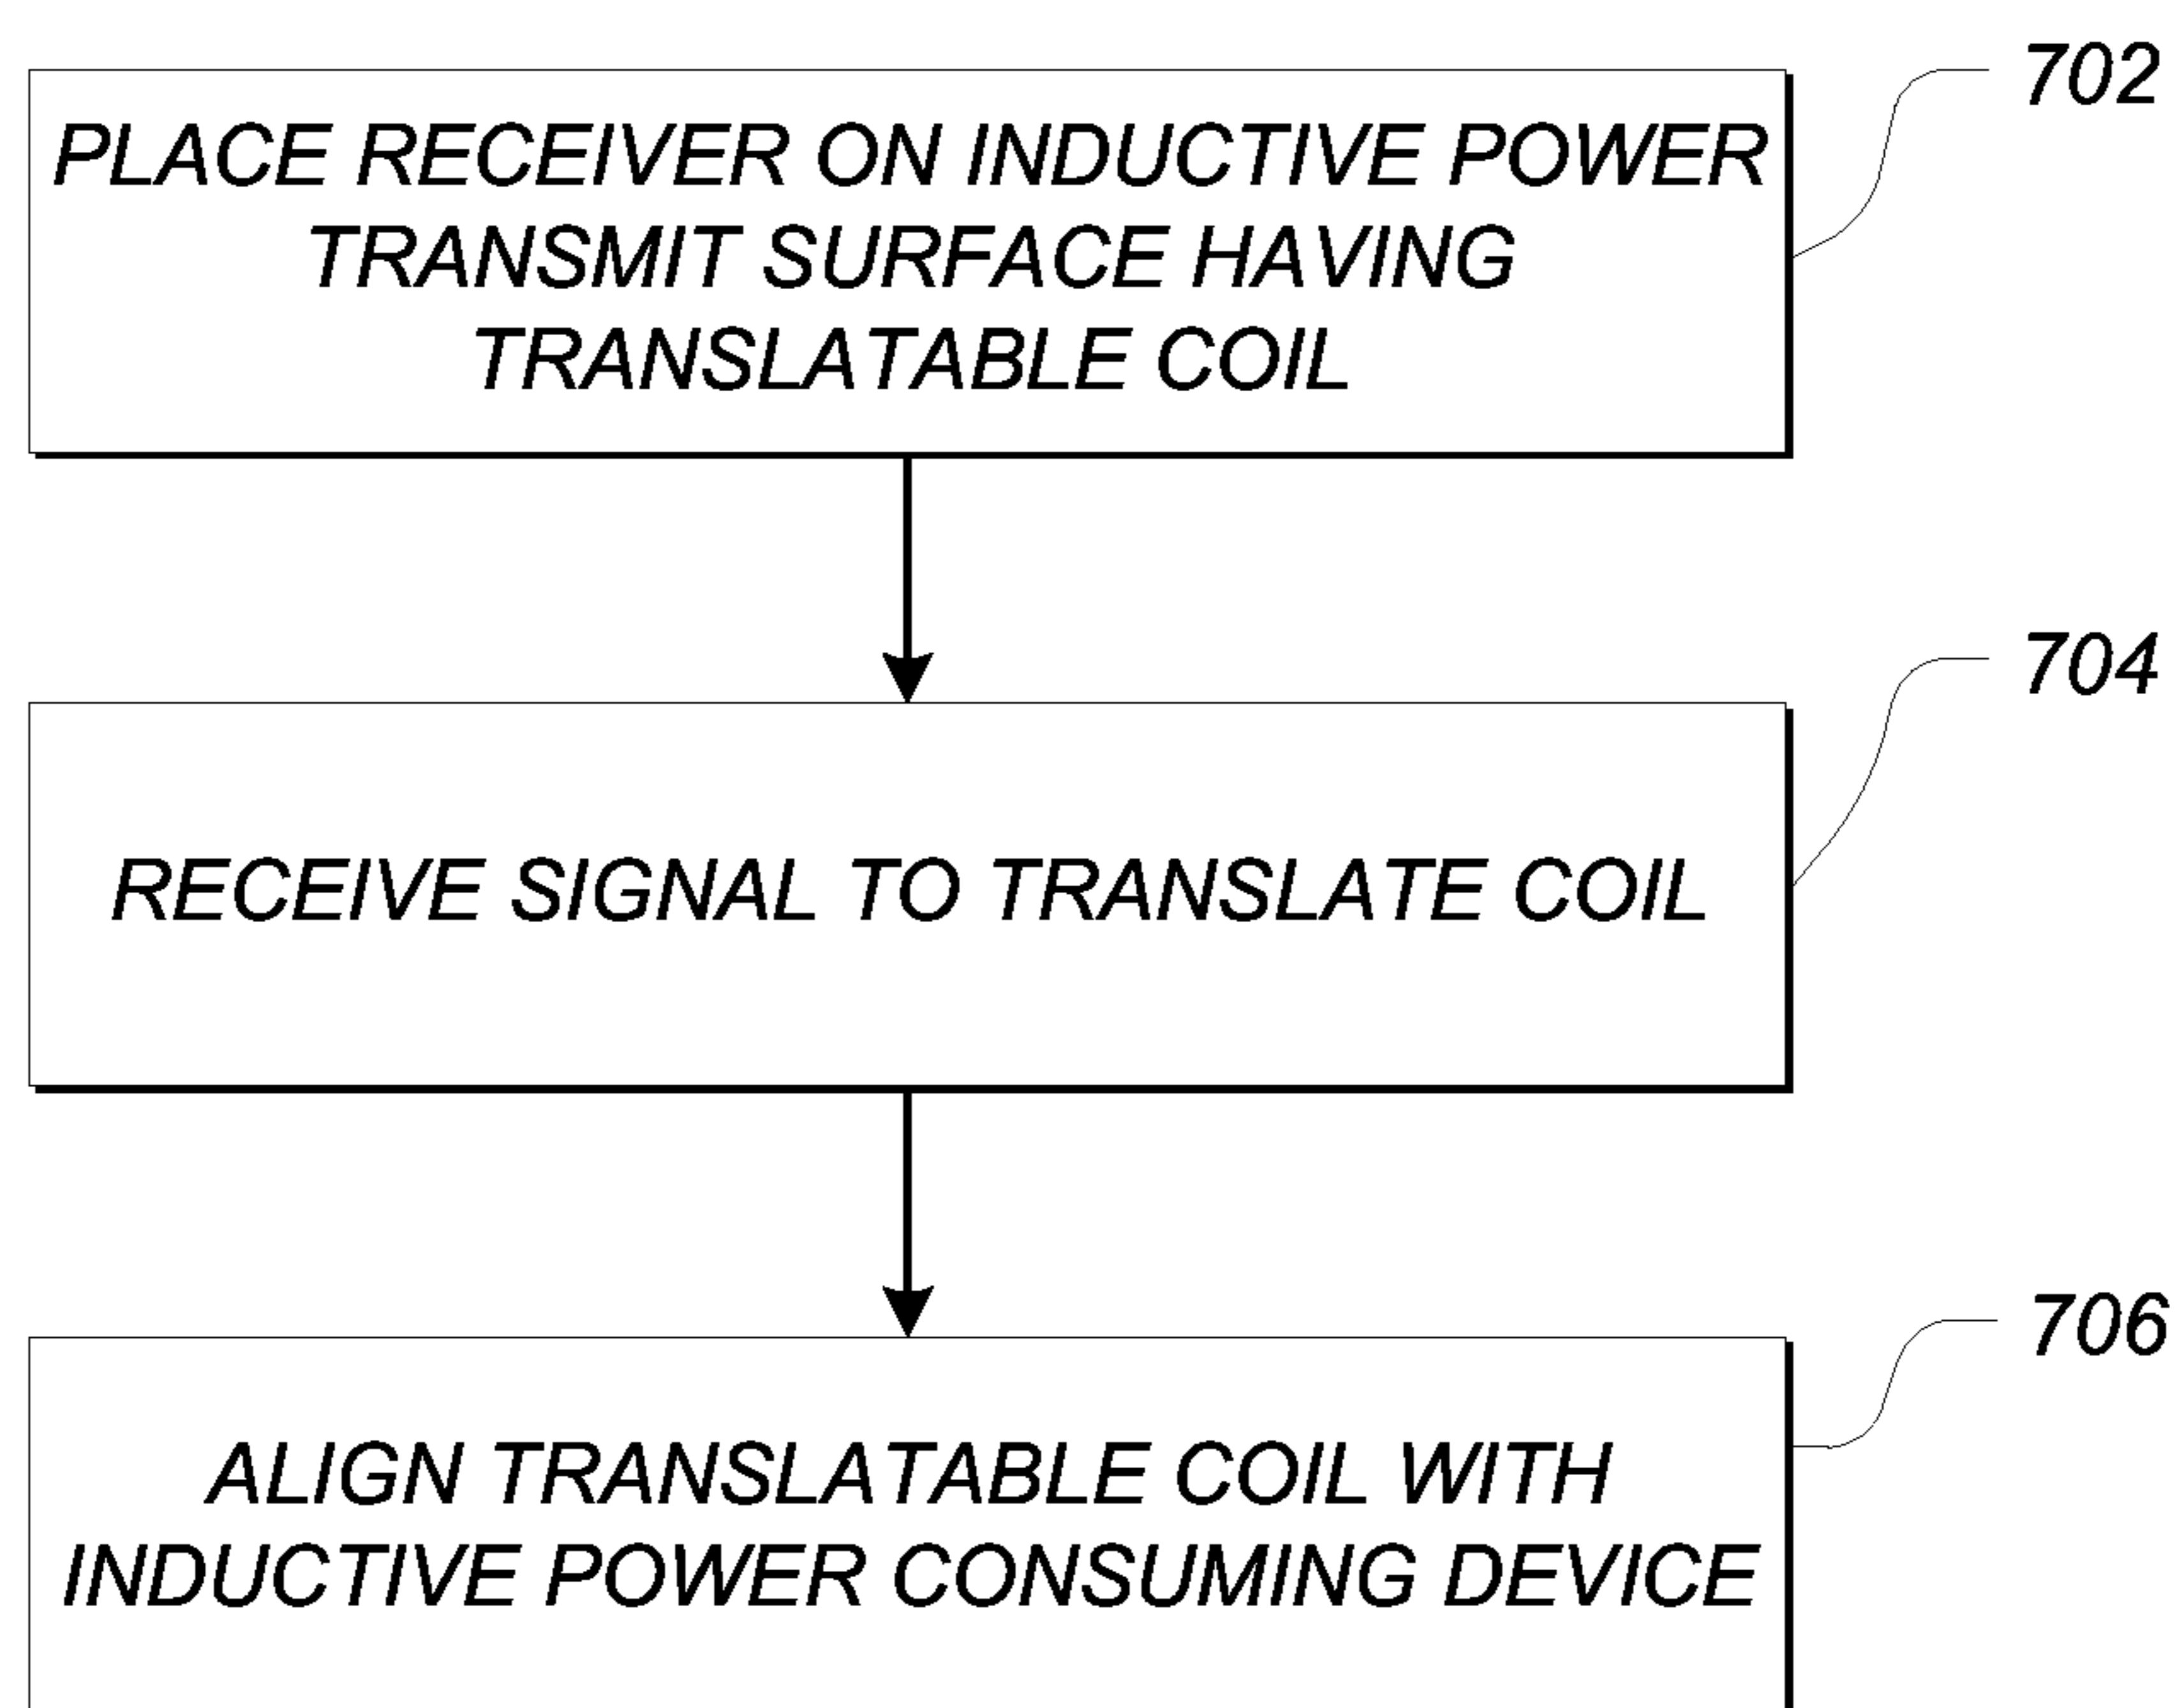 702
PLACE RECEIVER ON INDUCTIVE POWER
TRANSMIT SURFACE HAVING
TRANSLATABLE COIL
704
RECEIVE SIGNAL TO TRANSLATE COIL
706
ALIGN TRANSLATABLE COIL WITH
INDUCTIVE POWER CONSUMING DEVICE